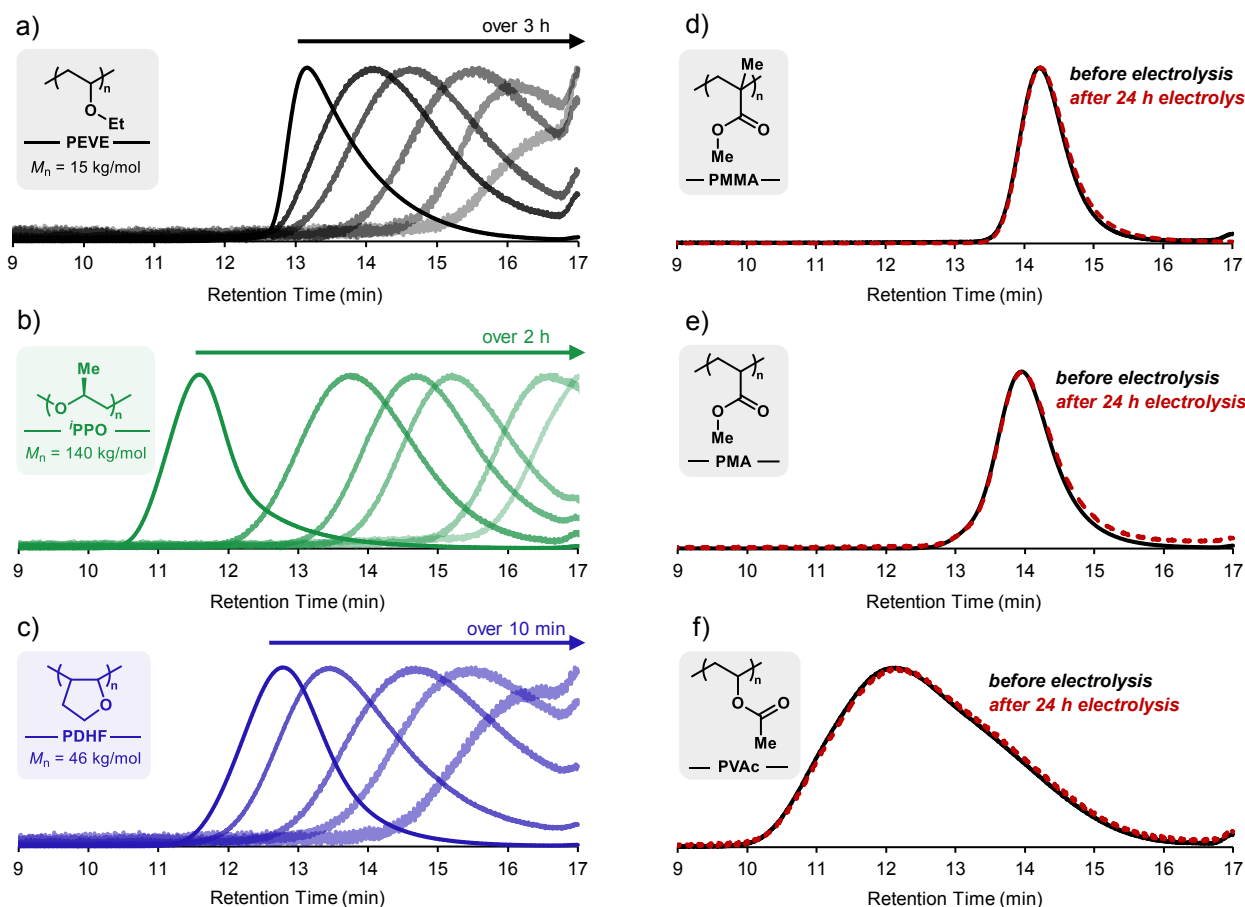 a)
over 3 h
O
Et
n
PEVE
Mn = 15 kg/mol
9 10 11 12 13 14 15 16 17
Retention Time (min)
b)
over 2 h
Me
O
n
iPPO
Mn = 140 kg/mol
9 10 11 12 13 14 15 16 17
Retention Time (min)
c)
over 10 min
n
O
PDHF
Mn = 46 kg/mol
9 10 11 12 13 14 15 16 17
Retention Time (min)
d)
Me
n
O
O
Me
PMMA
before electrolysis
after 24 h electrolys
9 10 11 12 13 14 15 16 17
Retention Time (min)
e)
n
O
O
Me
PMA
before electrolysis
after 24 h electrolysis
9 10 11 12 13 14 15 16 17
Retention Time (min)
f)
n
O
O
Me
PVAc
before electrolysis
after 24 h electrolysis
9 10 11 12 13 14 15 16 17
Retention Time (min)